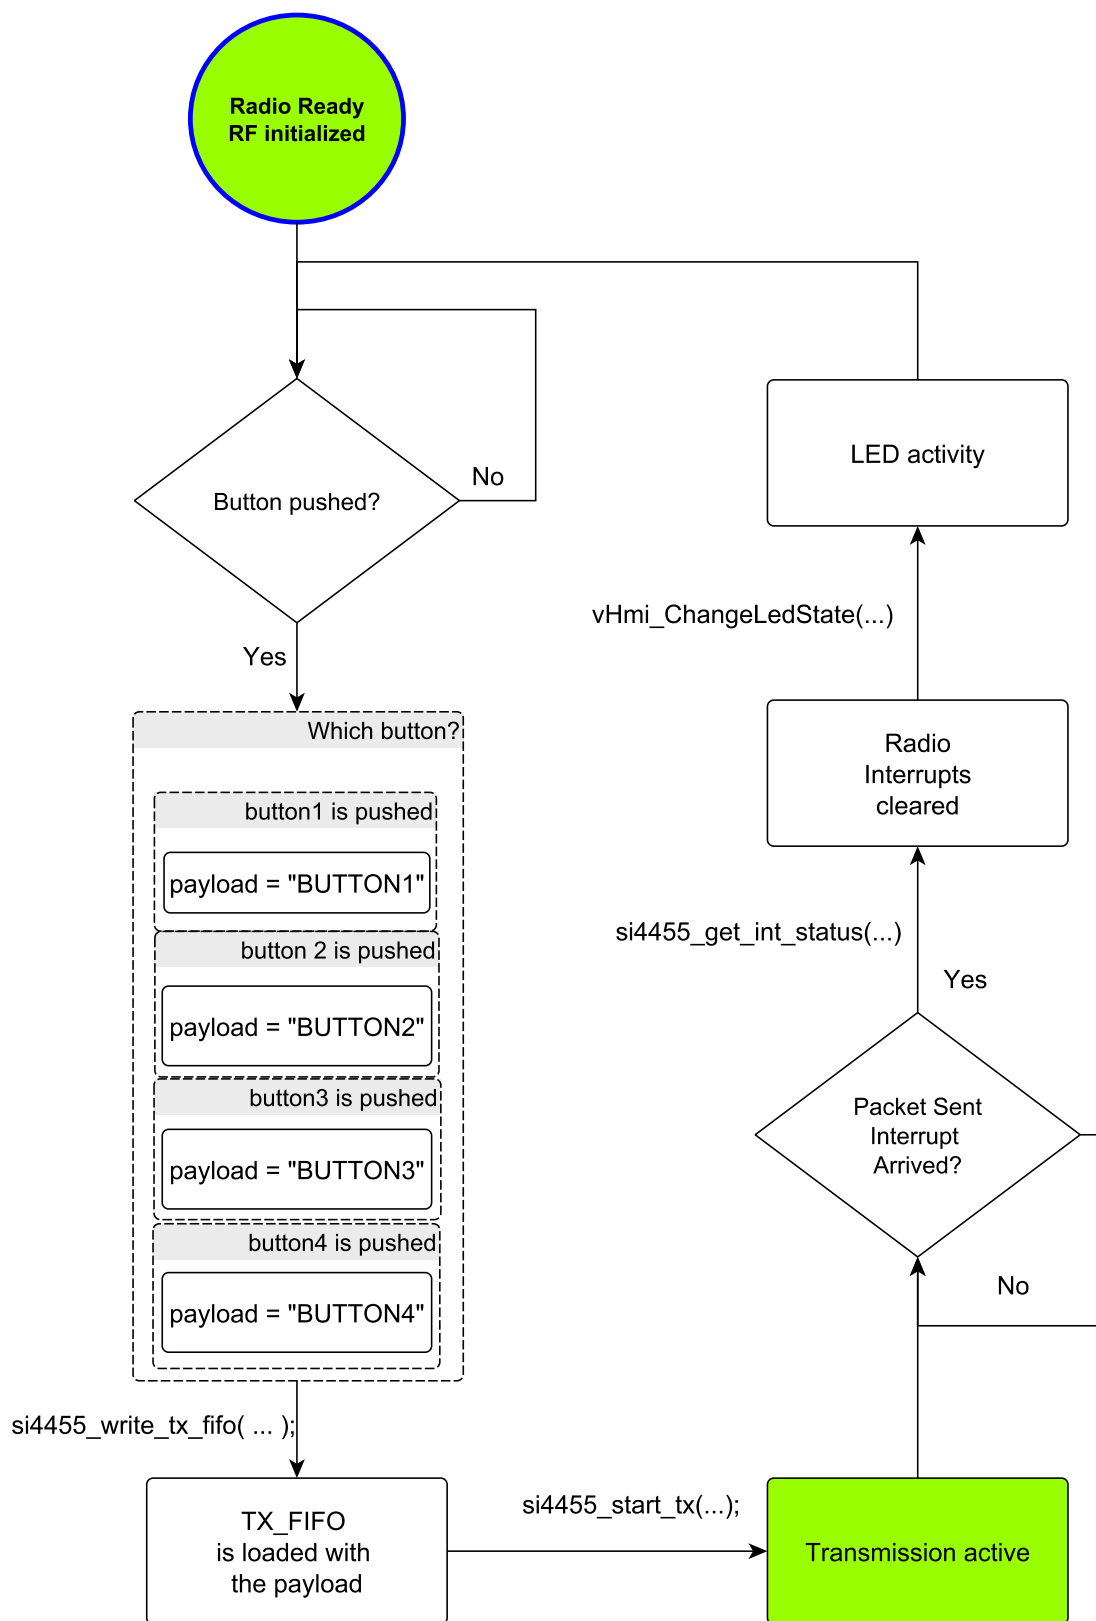 Radio Ready
RF initialized
Button pushed?
No
Yes
Which button?
button1 is pushed
payload = "BUTTON1"
button 2 is pushed
payload = "BUTTON2"
button3 is pushed
payload = "BUTTON3"
button4 is pushed
payload = "BUTTON4"
si4455_write_tx_fifo( ... );
TX_FIFO
is loaded with
the payload
si4455_start_tx(...);
Transmission active
No
Packet Sent
Interrupt
Arrived?
Yes
si4455_get_int_status(...)
Radio
Interrupts
cleared
vHmi_ChangeLedState(...)
LED activity